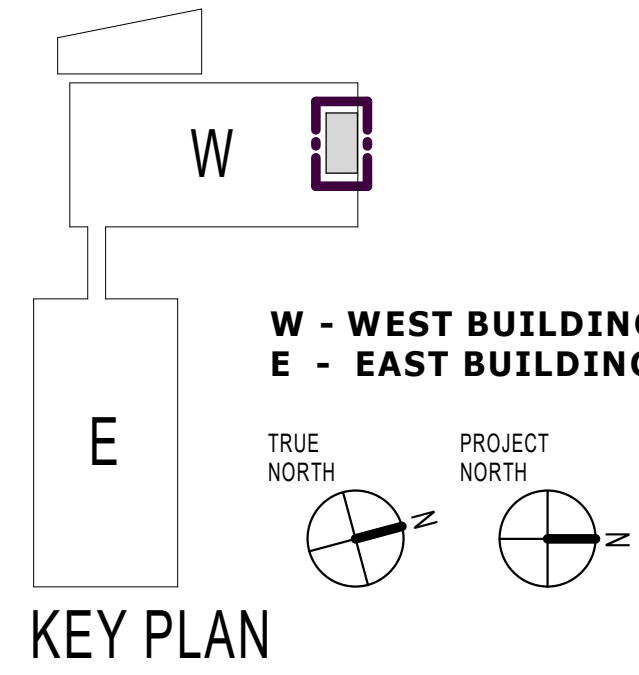 W
W - WEST BUILDING
E - EAST BUILDING
E
TRUE
NORTH
N
PROJECT
NORTH
N
KEY PLAN